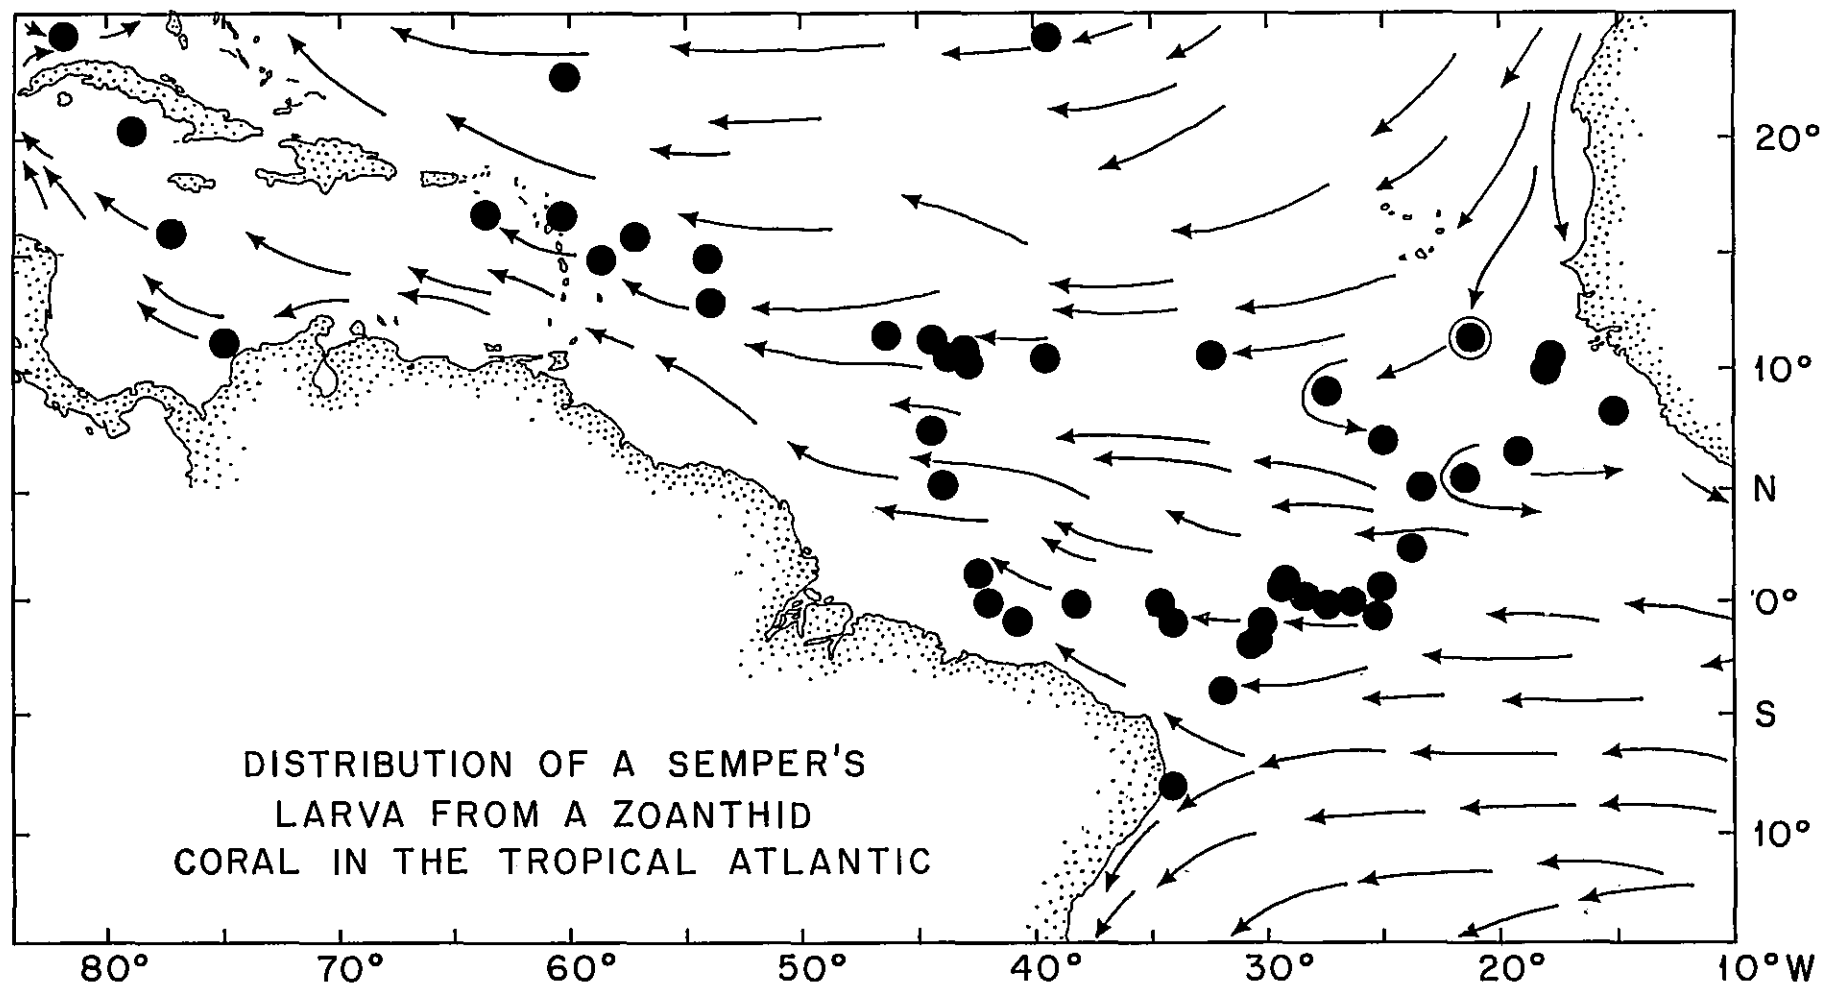 20°
10°
N
0°
S
10°
DISTRIBUTION OF A SEMPER'S
LARVA FROM A ZOANTHID
CORAL IN THE TROPICAL ATLANTIC
80° 70° 60° 50° 40° 30° 20° 10°W